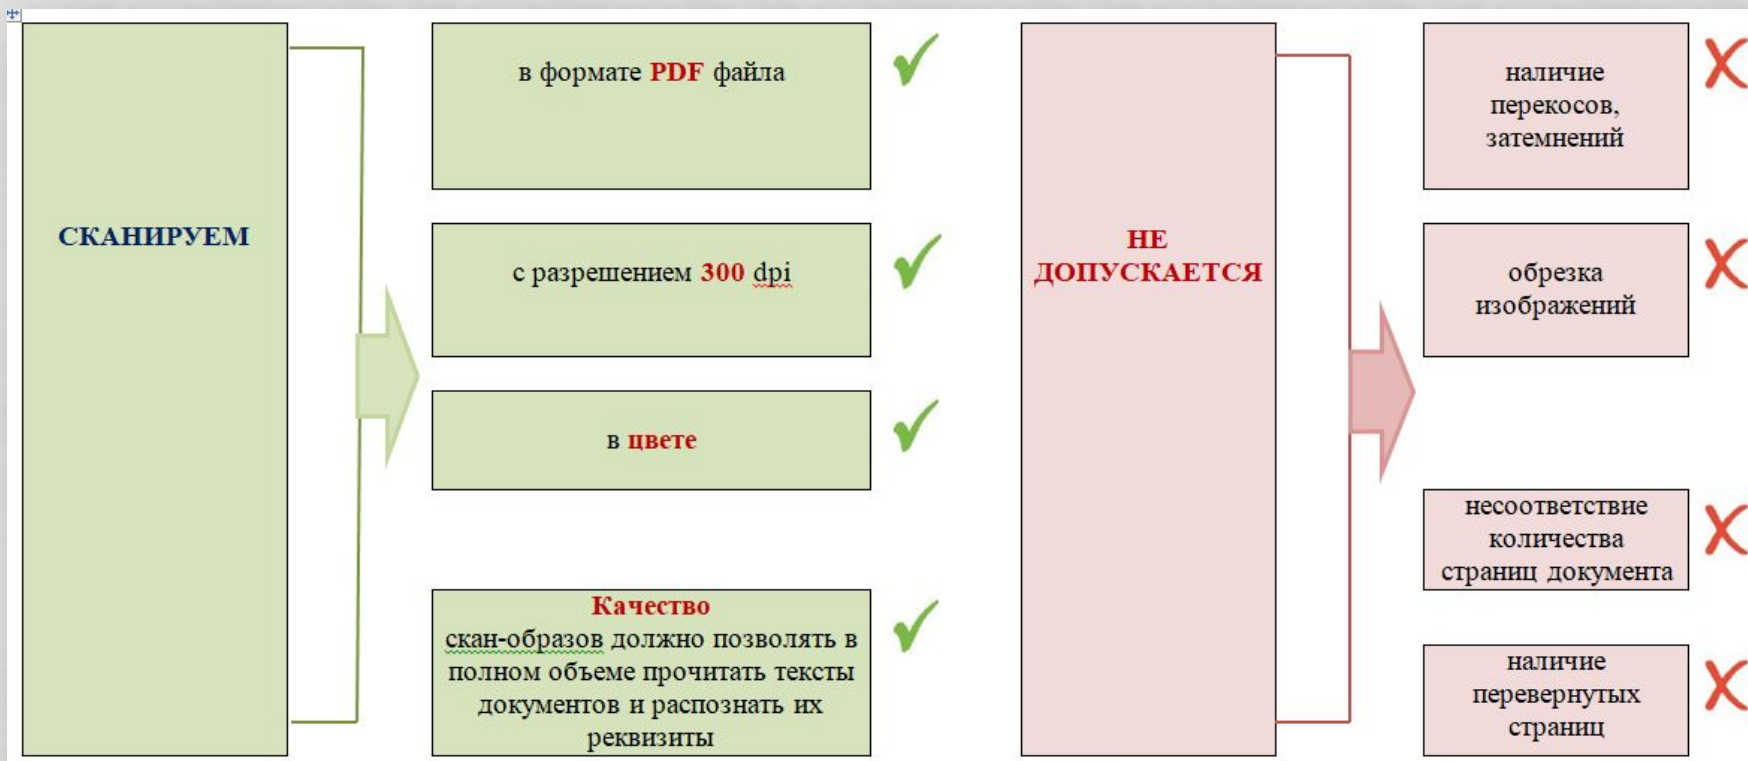 СКАНИРУЕМ
в формате PDF файла
с разрешением 300 dpi
в цвете
Качество
скан-образов должно позволять в
полном объеме прочитать тексты
документов и распознать их
реквизиты
НЕ
ДОПУСКАЕТСЯ
наличие
перекосов,
затемнений
обрезка
изображений
несоответствие
количества
страниц документа
наличие
перевернутых
страниц